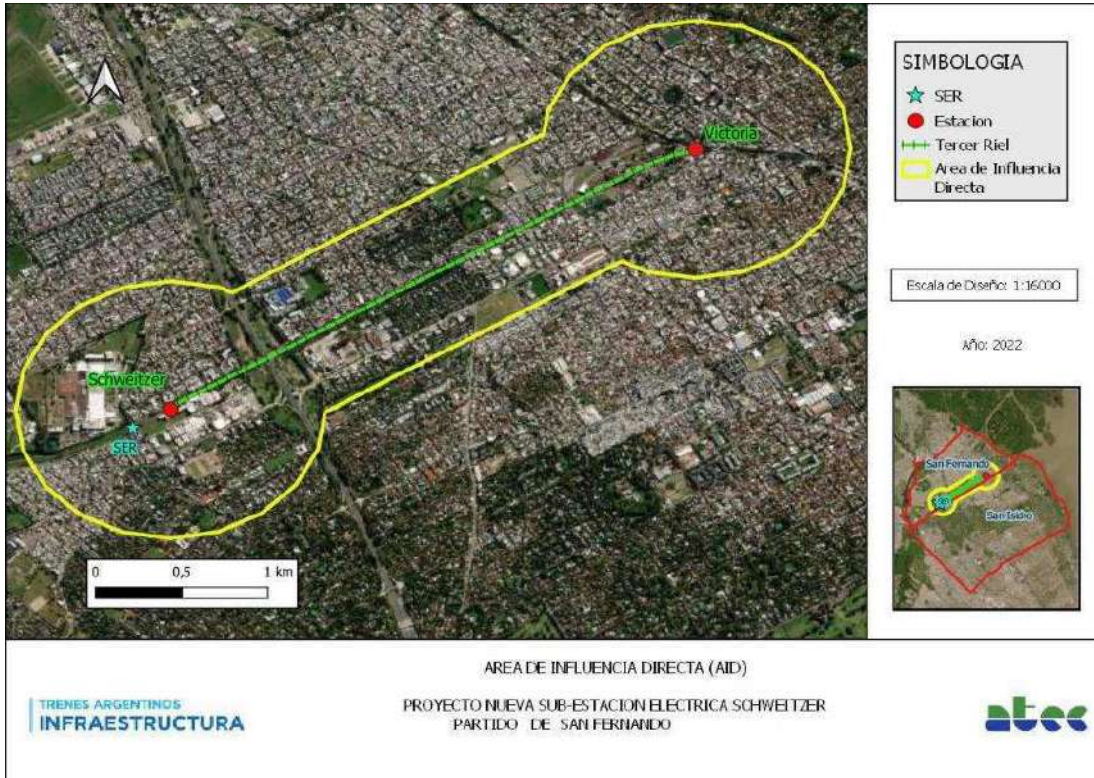 Victoria
Schweitzer
SER
0 0,5 1 km
SIMBOLOGIA
SER
Estacion
Tercer Riel
Area de Influencia
Directa
Escala de Diseño: 1:16000
Año: 2022
San Fernando
San Isidro
TRENES ARGENTINOS
INFRAESTRUCTURA
AREA DE INFLUENCIA DIRECTA (AID)
PROYECTO NUEVA SUB-ESTACION ELECTRICA SCHWEITZER
PARTIDO DE SAN FERNANDO
atec